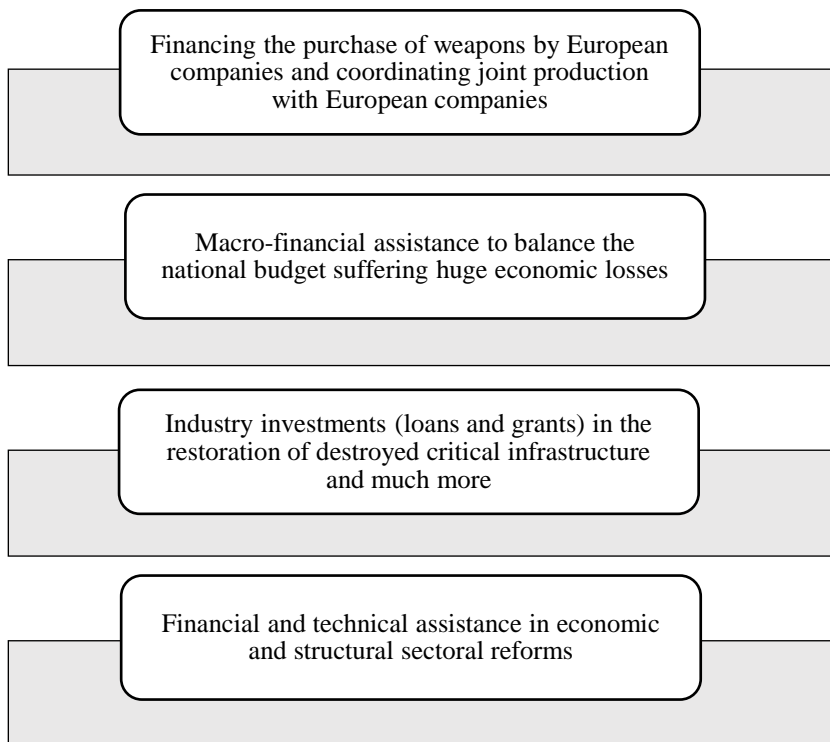 Financing the purchase of weapons by European
companies and coordinating joint production
with European companies
Macro-financial assistance to balance the
national budget suffering huge economic losses
Industry investments (loans and grants) in the
restoration of destroyed critical infrastructure
and much more
Financial and technical assistance in economic
and structural sectoral reforms